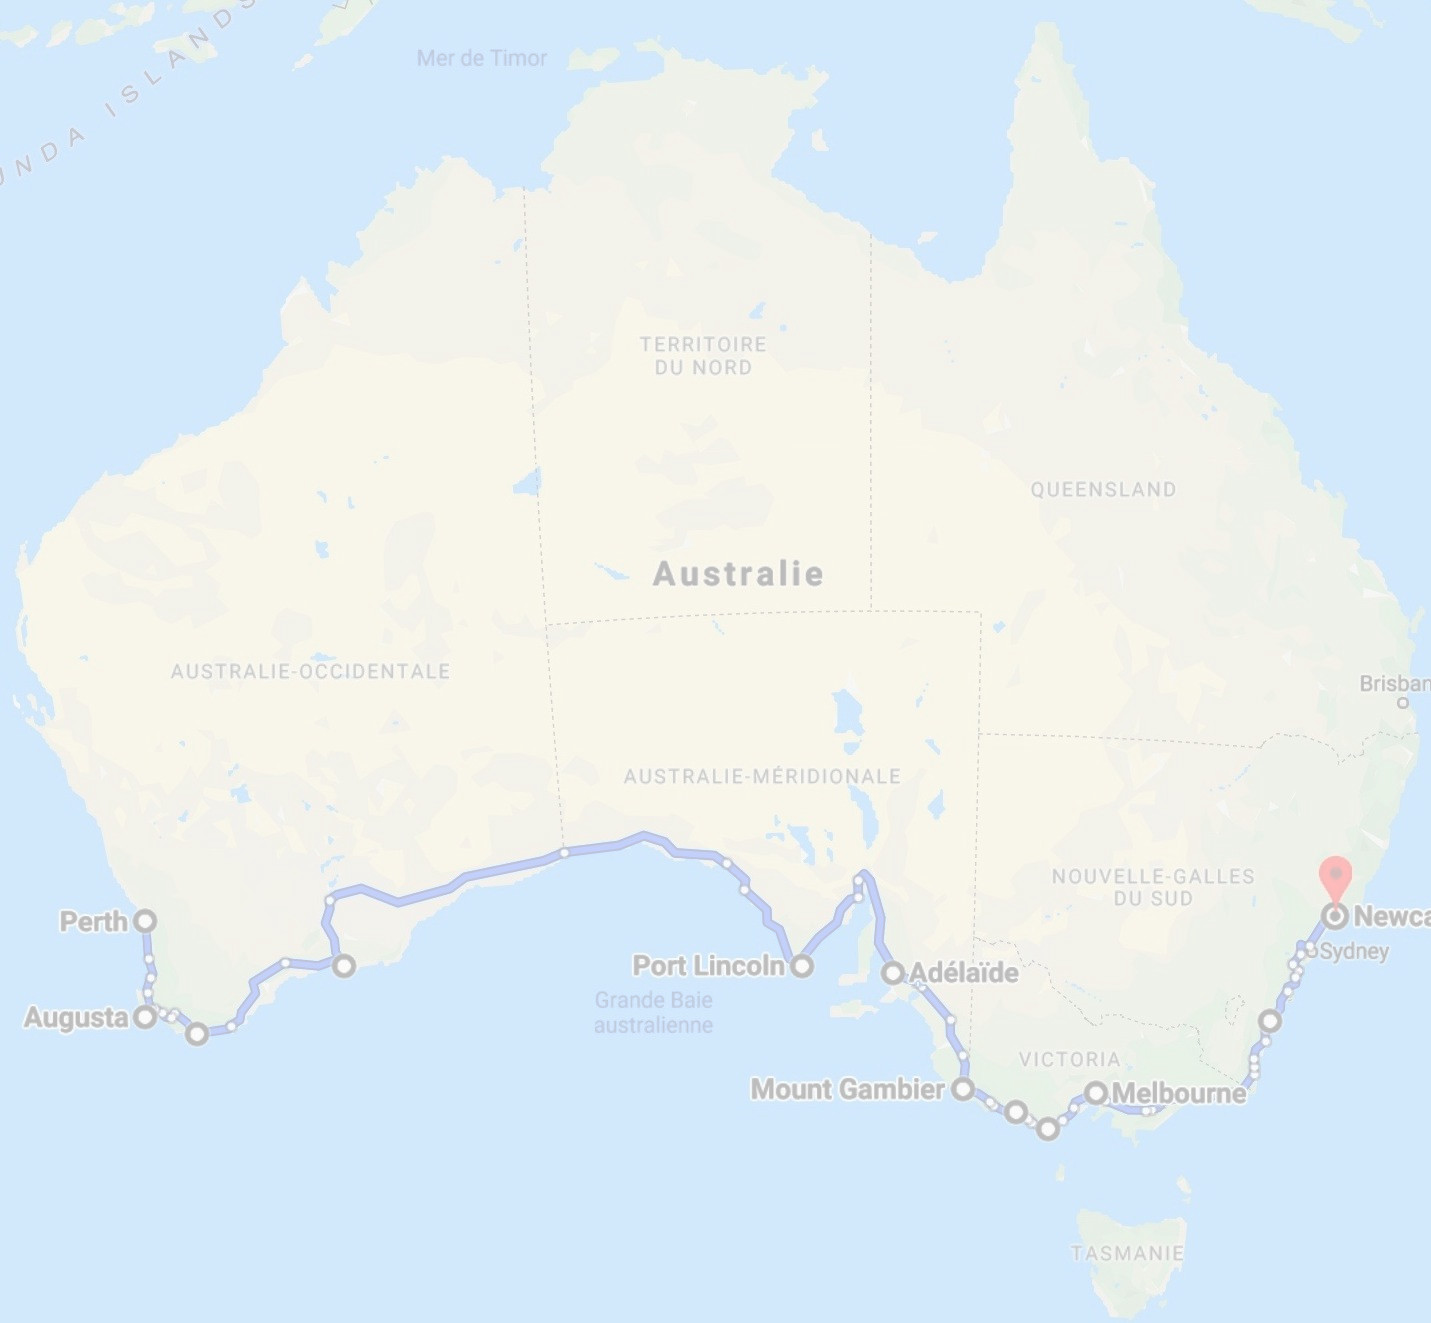 Mer de Timor
UNDA ISLANDS
TERRITOIRE
DU NORD
QUEENSLAND
Australie
AUSTRALIE-OCCIDENTALE
Brisban
AUSTRALIE-MÉRIDIONALE
NOUVELLE-GALLES
DU SUD
Perth
Newca
Sydney
Port Lincoln
Adélaïde
Grande Baie
australienne
Augusta
VICTORIA
Mount Gambier
Melbourne
TASMANIE